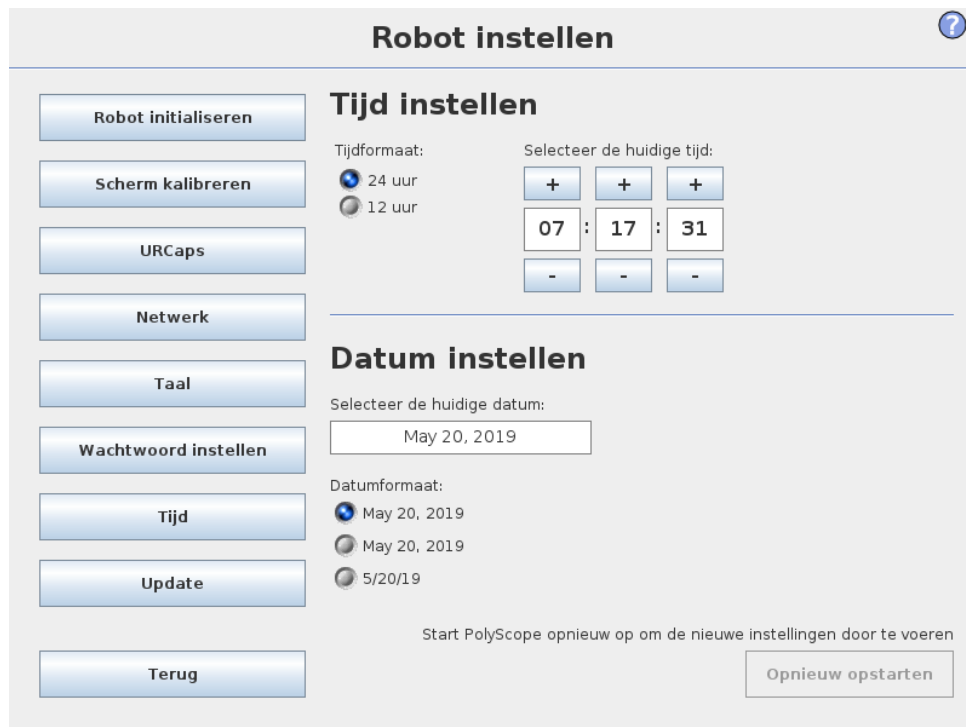 Robot instellen
?
Robot initialiseren
Scherm kalibreren
URCaps
Netwerk
Taal
Wachtwoord instellen
Tijd
Update
Terug
Tijd instellen
Tijdformaat:
24 uur
12 uur
Selecteer de huidige tijd:
+ + +
07 : 17 : 31
- - -
Datum instellen
Selecteer de huidige datum:
May 20, 2019
Datumformaat:
May 20, 2019
May 20, 2019
5/20/19
Start PolyScope opnieuw op om de nieuwe instellingen door te voeren
Opnieuw opstarten